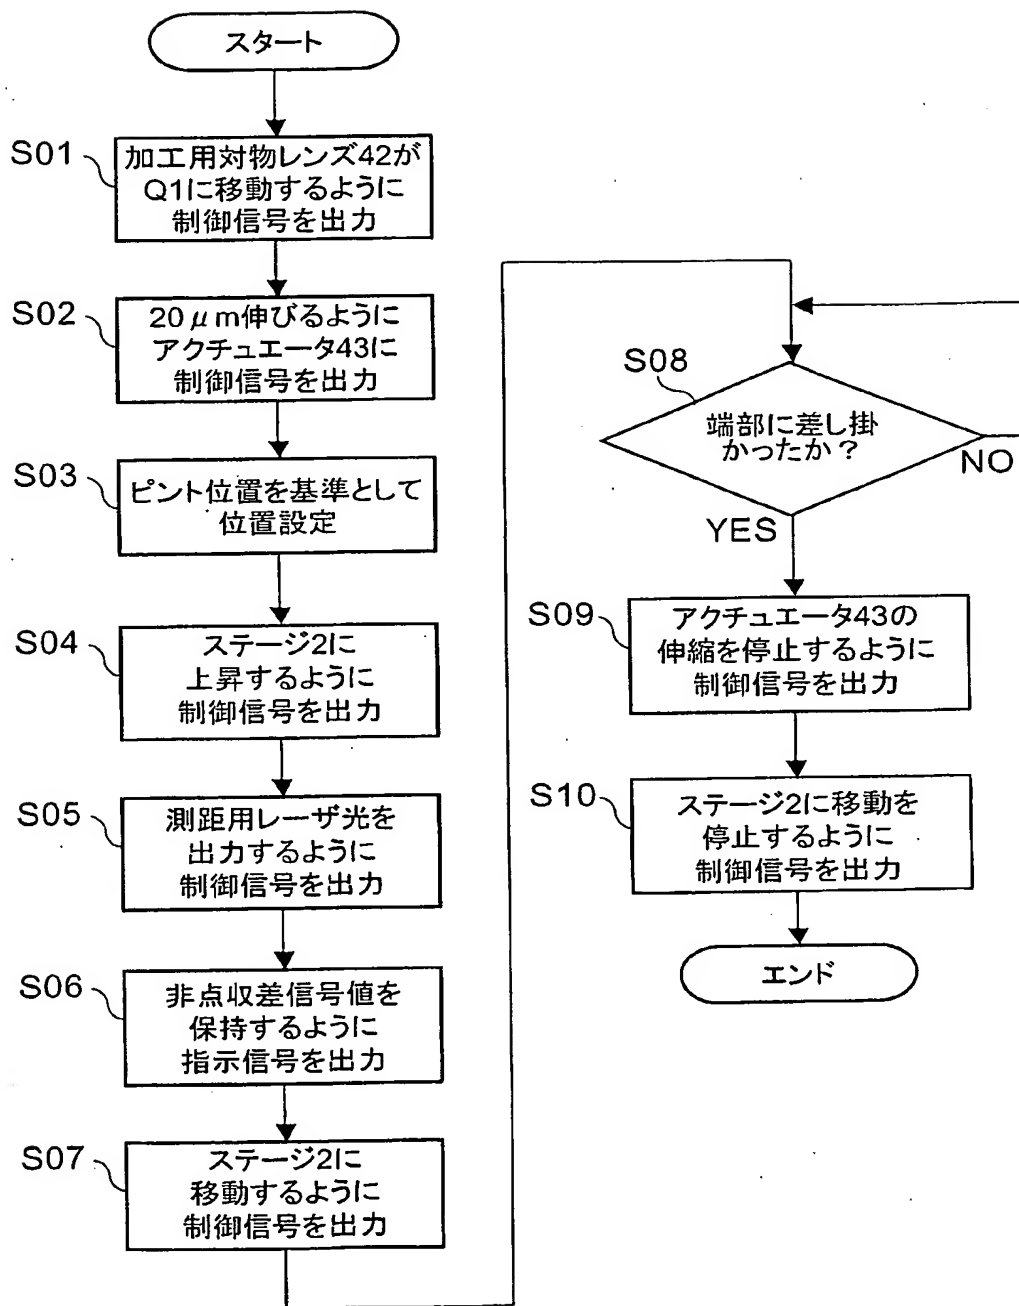 スタート
S01
加工用対物レンズ42が
Q1に移動するように
制御信号を出力
S02
20μm伸びるように
アクチュエータ43に
制御信号を出力
S03
ピント位置を基準として
位置設定
S04
ステージ2に
上昇するように
制御信号を出力
S05
測距用レーザ光を
出力するように
制御信号を出力
S06
非点収差信号値を
保持するように
指示信号を出力
S07
ステージ2に
移動するように
制御信号を出力
S08
端部に差し掛
かったか？
NO
YES
S09
アクチュエータ43の
伸縮を停止するように
制御信号を出力
S10
ステージ2に移動を
停止するように
制御信号を出力
エンド